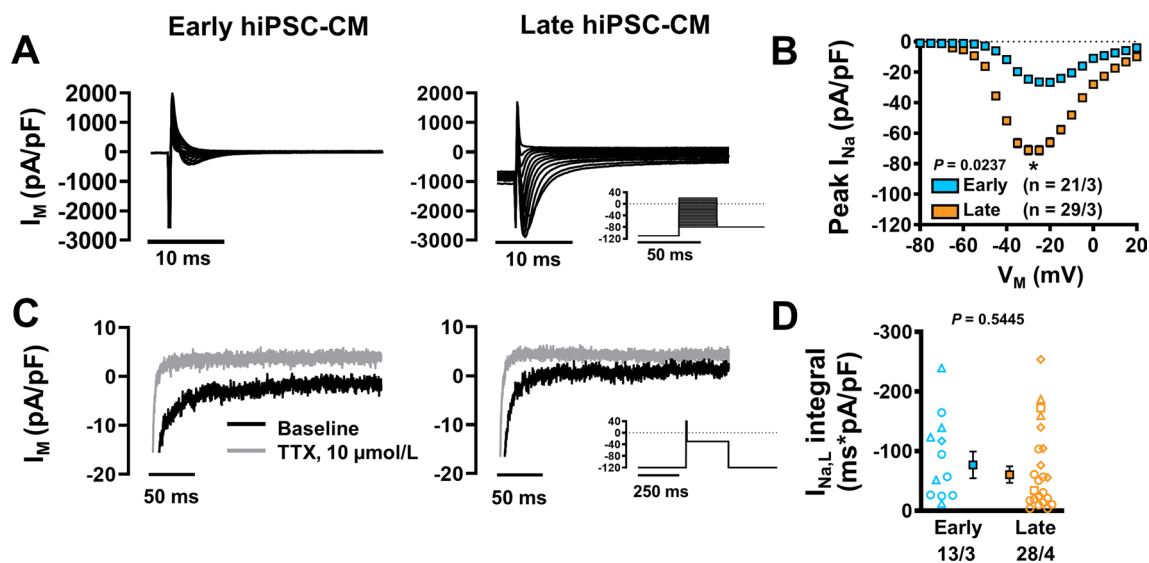 Early hiPSC-CM
Late hiPSC-CM
A
I_M (pA/pF)
2000
1000
0
-1000
-2000
-3000
10 ms
2000
1000
0
-1000
-2000
-3000
10 ms
40
0
-40
-80
-120
50 ms
B
Peak I_Na (pA/pF)
0
-20
-40
-60
-80
-100
-120
P = 0.0237
*
Early (n = 21/3)
Late (n = 29/3)
-80 -60 -40 -20 0 20
V_M (mV)
C
I_M (pA/pF)
10
0
-10
-20
50 ms
Baseline
TTX, 10 µmol/L
10
0
-10
-20
50 ms
40
0
-40
-80
-120
250 ms
D
P = 0.5445
I_Na,L integral
(ms*pA/pF)
-300
-200
-100
0
Early Late
13/3 28/4